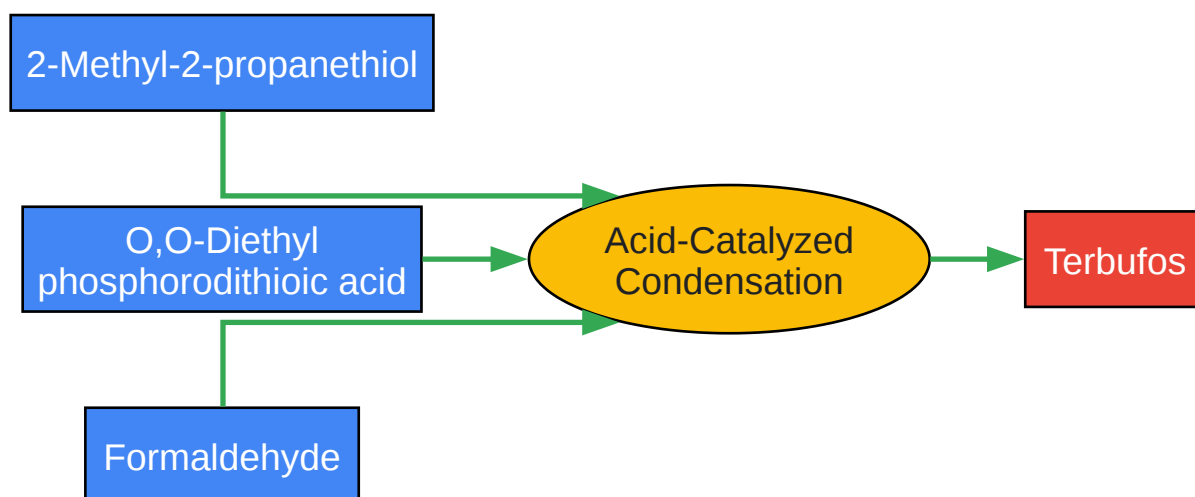 2-Methyl-2-propanethiol
O,O-Diethyl
phosphorodithioic acid
Acid-Catalyzed
Condensation
Terbufos
Formaldehyde